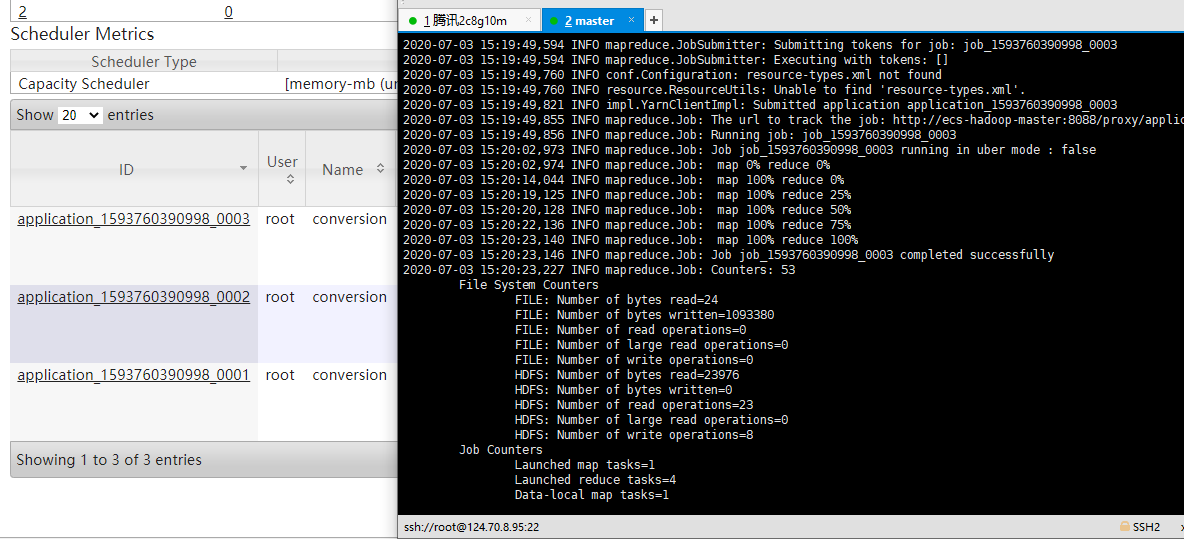 2 0
Scheduler Metrics
Scheduler Type
Capacity Scheduler [memory-mb (un
Show 20 entries
ID User Name
application_1593760390998_0003 root conversion
application_1593760390998_0002 root conversion
application_1593760390998_0001 root conversion
Showing 1 to 3 of 3 entries
1 腾讯2c8g10m × 2 master × +
2020-07-03 15:19:49,594 INFO mapreduce.JobSubmitter: Submitting tokens for job: job_1593760390998_0003
2020-07-03 15:19:49,594 INFO mapreduce.JobSubmitter: Executing with tokens: []
2020-07-03 15:19:49,760 INFO conf.Configuration: resource-types.xml not found
2020-07-03 15:19:49,760 INFO resource.ResourceUtils: Unable to find 'resource-types.xml'.
2020-07-03 15:19:49,821 INFO impl.YarnClientImpl: Submitted application application_1593760390998_0003
2020-07-03 15:19:49,855 INFO mapreduce.Job: The url to track the job: http://ecs-hadoop-master:8088/proxy/applic
2020-07-03 15:19:49,856 INFO mapreduce.Job: Running job: job_1593760390998_0003
2020-07-03 15:20:02,973 INFO mapreduce.Job: Job job_1593760390998_0003 running in uber mode : false
2020-07-03 15:20:02,974 INFO mapreduce.Job:  map 0% reduce 0%
2020-07-03 15:20:14,044 INFO mapreduce.Job:  map 100% reduce 0%
2020-07-03 15:20:19,125 INFO mapreduce.Job:  map 100% reduce 25%
2020-07-03 15:20:20,128 INFO mapreduce.Job:  map 100% reduce 50%
2020-07-03 15:20:22,136 INFO mapreduce.Job:  map 100% reduce 75%
2020-07-03 15:20:23,140 INFO mapreduce.Job:  map 100% reduce 100%
2020-07-03 15:20:23,146 INFO mapreduce.Job: Job job_1593760390998_0003 completed successfully
2020-07-03 15:20:23,227 INFO mapreduce.Job: Counters: 53
File System Counters
FILE: Number of bytes read=24
FILE: Number of bytes written=1093380
FILE: Number of read operations=0
FILE: Number of large read operations=0
FILE: Number of write operations=0
HDFS: Number of bytes read=23976
HDFS: Number of bytes written=0
HDFS: Number of read operations=23
HDFS: Number of large read operations=0
HDFS: Number of write operations=8
Job Counters
Launched map tasks=1
Launched reduce tasks=4
Data-local map tasks=1
ssh://root@124.70.8.95:22 SSH2